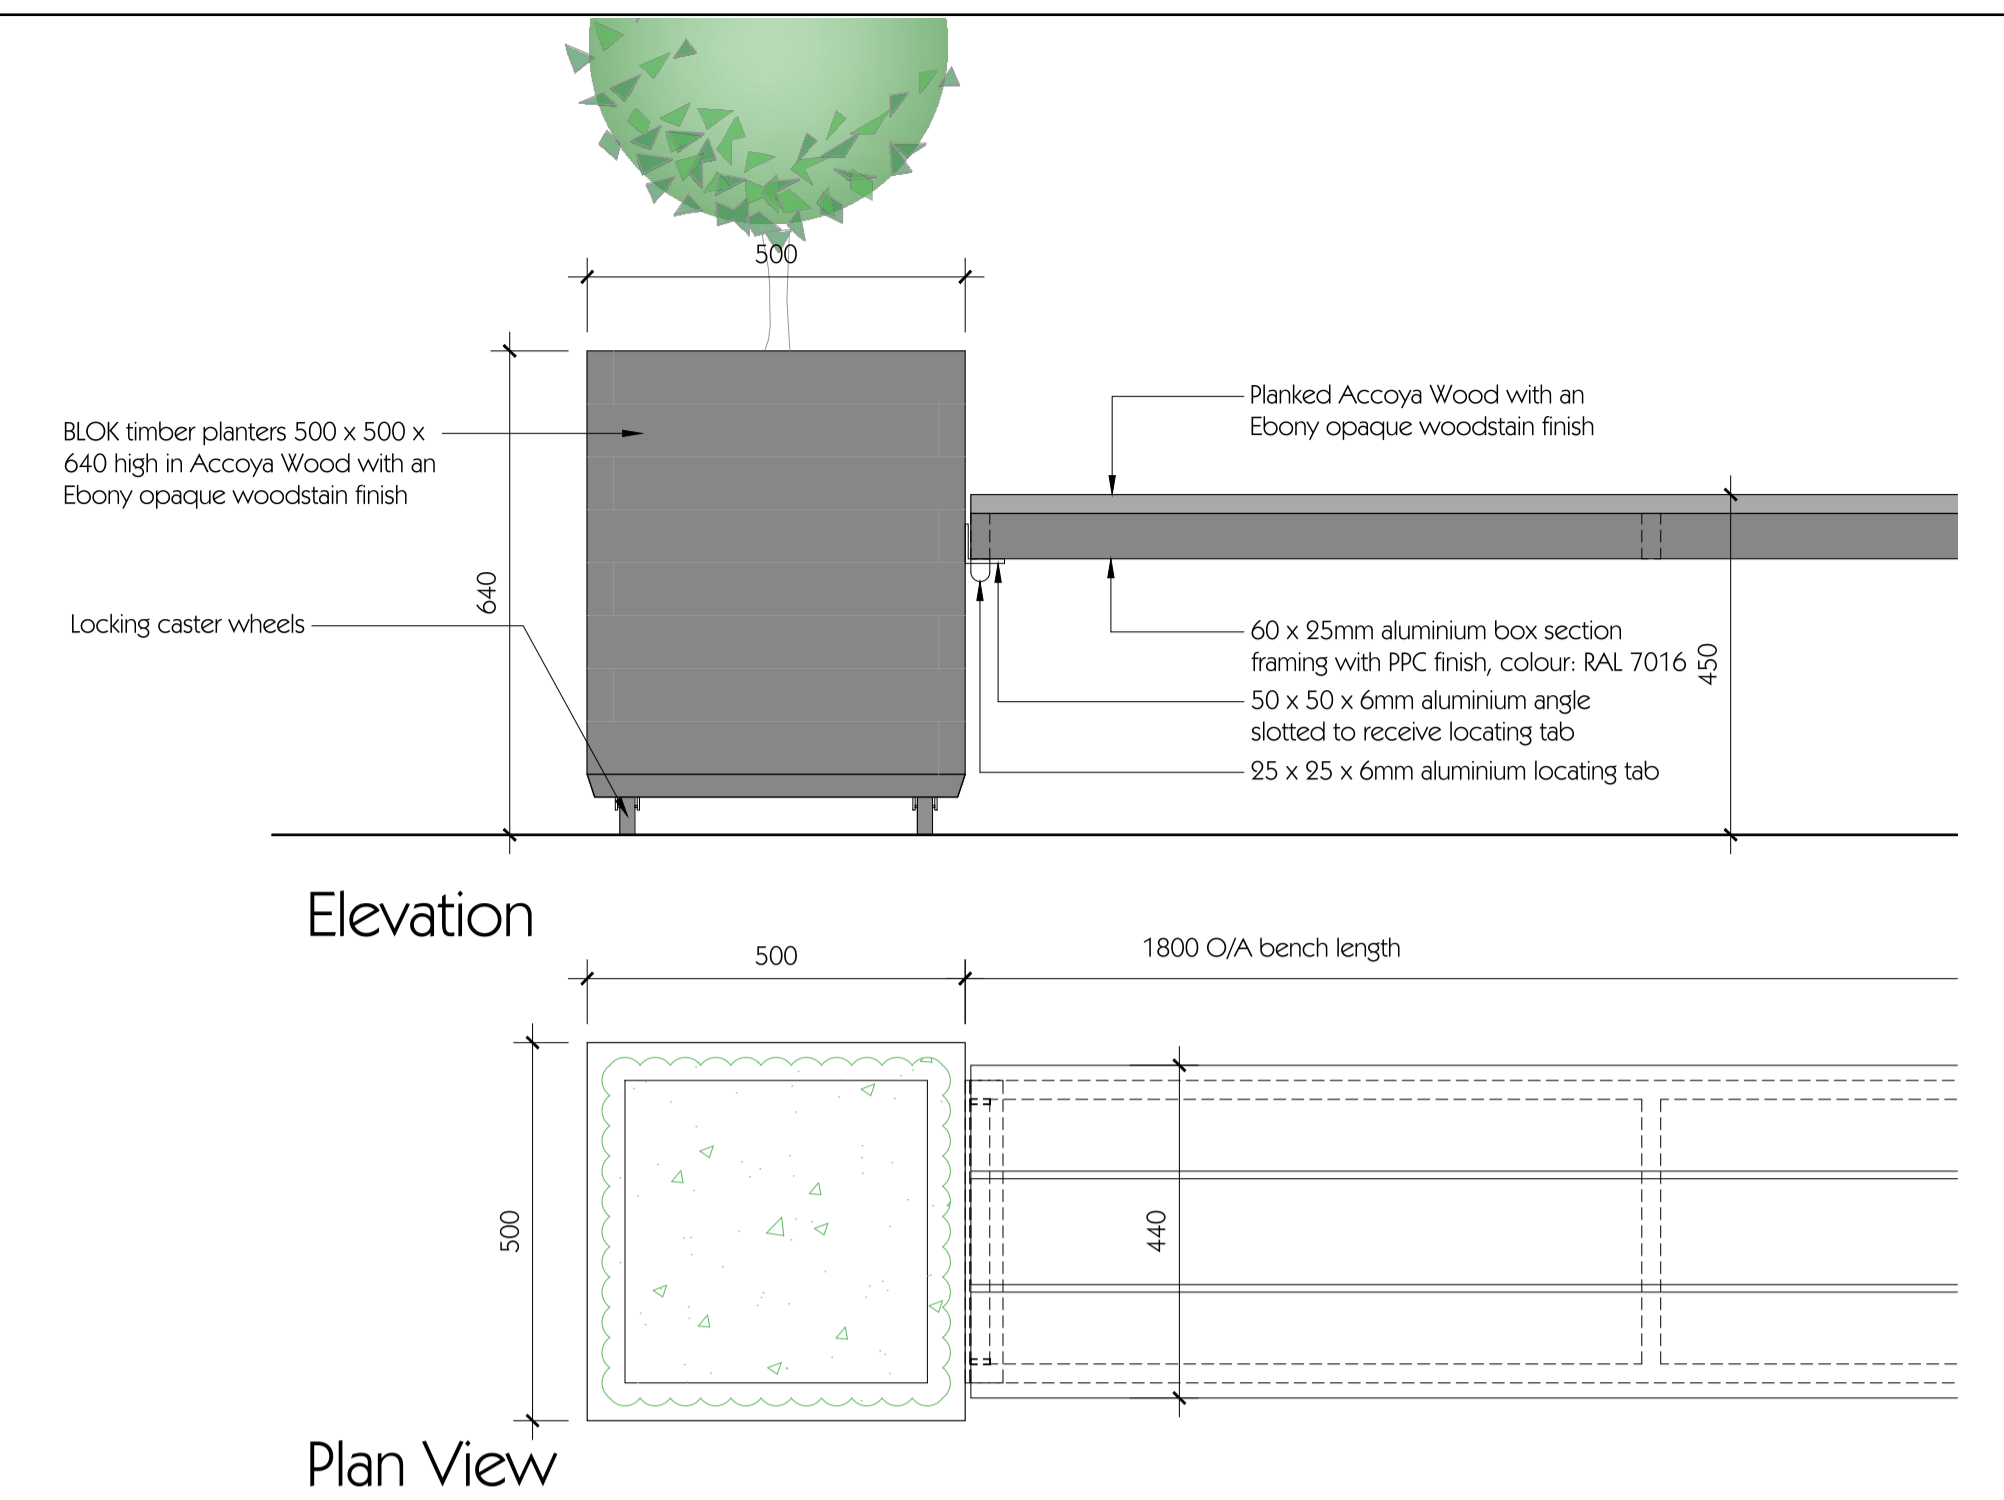 500
BLOK timber planters 500 x 500 x
640 high in Accoya Wood with an
Ebony opaque woodstain finish
640
Locking caster wheels
Planked Accoya Wood with an
Ebony opaque woodstain finish
60 x 25mm aluminium box section
framing with PPC finish, colour: RAL 7016
450
50 x 50 x 6mm aluminium angle
slotted to receive locating tab
25 x 25 x 6mm aluminium locating tab
Elevation
500
1800 O/A bench length
500
440
Plan View